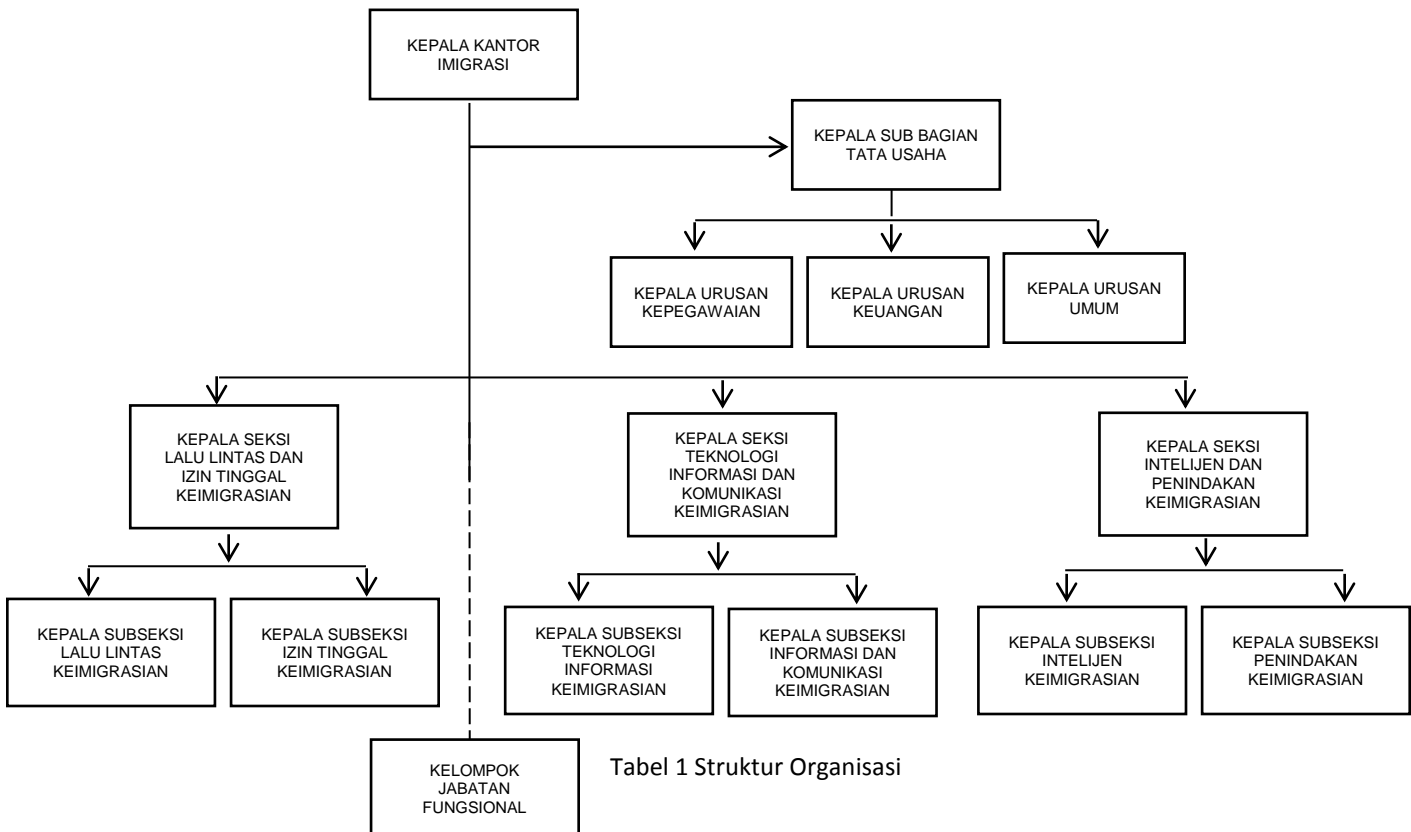 KEPALA KANTOR
IMIGRASI
KEPALA SUB BAGIAN
TATA USAHA
KEPALA URUSAN
KEPEGAWAIAN
KEPALA URUSAN
KEUANGAN
KEPALA URUSAN
UMUM
KEPALA SEKSI
LALU LINTAS DAN
IZIN TINGGAL
KEIMIGRASIAN
KEPALA SEKSI
TEKNOLOGI
INFORMASI DAN
KOMUNIKASI
KEIMIGRASIAN
KEPALA SEKSI
INTELIJEN DAN
PENINDAKAN
KEIMIGRASIAN
KEPALA SUBSEKSI
LALU LINTAS
KEIMIGRASIAN
KEPALA SUBSEKSI
IZIN TINGGAL
KEIMIGRASIAN
KEPALA SUBSEKSI
TEKNOLOGI
INFORMASI
KEIMIGRASIAN
KEPALA SUBSEKSI
INFORMASI DAN
KOMUNIKASI
KEIMIGRASIAN
KEPALA SUBSEKSI
INTELIJEN
KEIMIGRASIAN
KEPALA SUBSEKSI
PENINDAKAN
KEIMIGRASIAN
KELOMPOK
JABATAN
FUNGSIONAL
Tabel 1 Struktur Organisasi